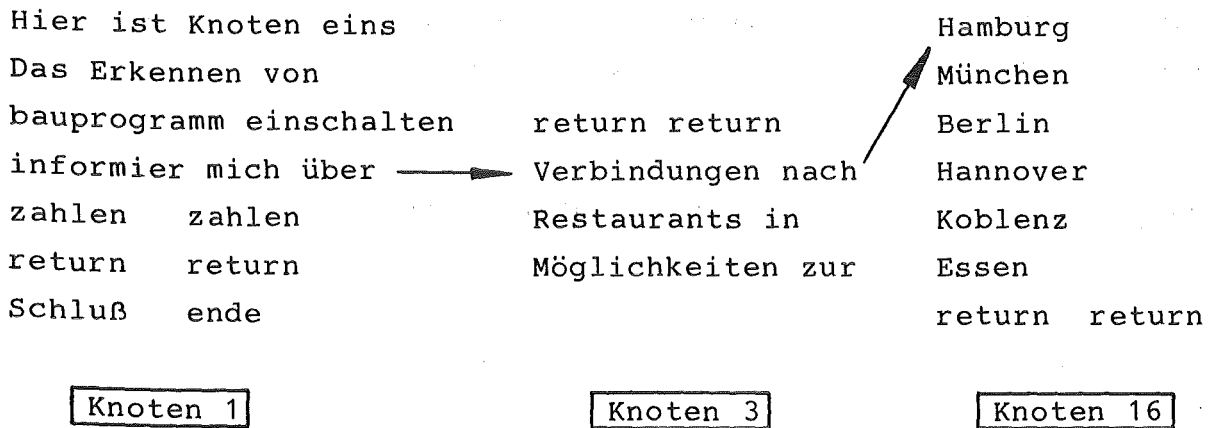 Hier ist Knoten eins
Das Erkennen von
bauprogramm einschalten
informier mich über
zahlen zahlen
return return
Schluß ende
Knoten 1
return return
Verbindungen nach
Restaurants in
Möglichkeiten zur
Knoten 3
Hamburg
München
Berlin
Hannover
Koblenz
Essen
return return
Knoten 16